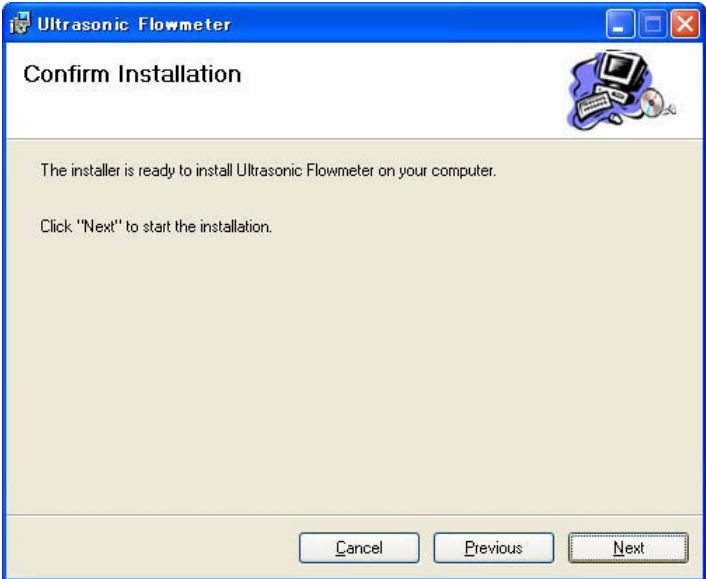 Ultrasonic Flowmeter
Confirm Installation
The installer is ready to install Ultrasonic Flowmeter on your computer.
Click "Next" to start the installation.
Cancel
Previous
Next